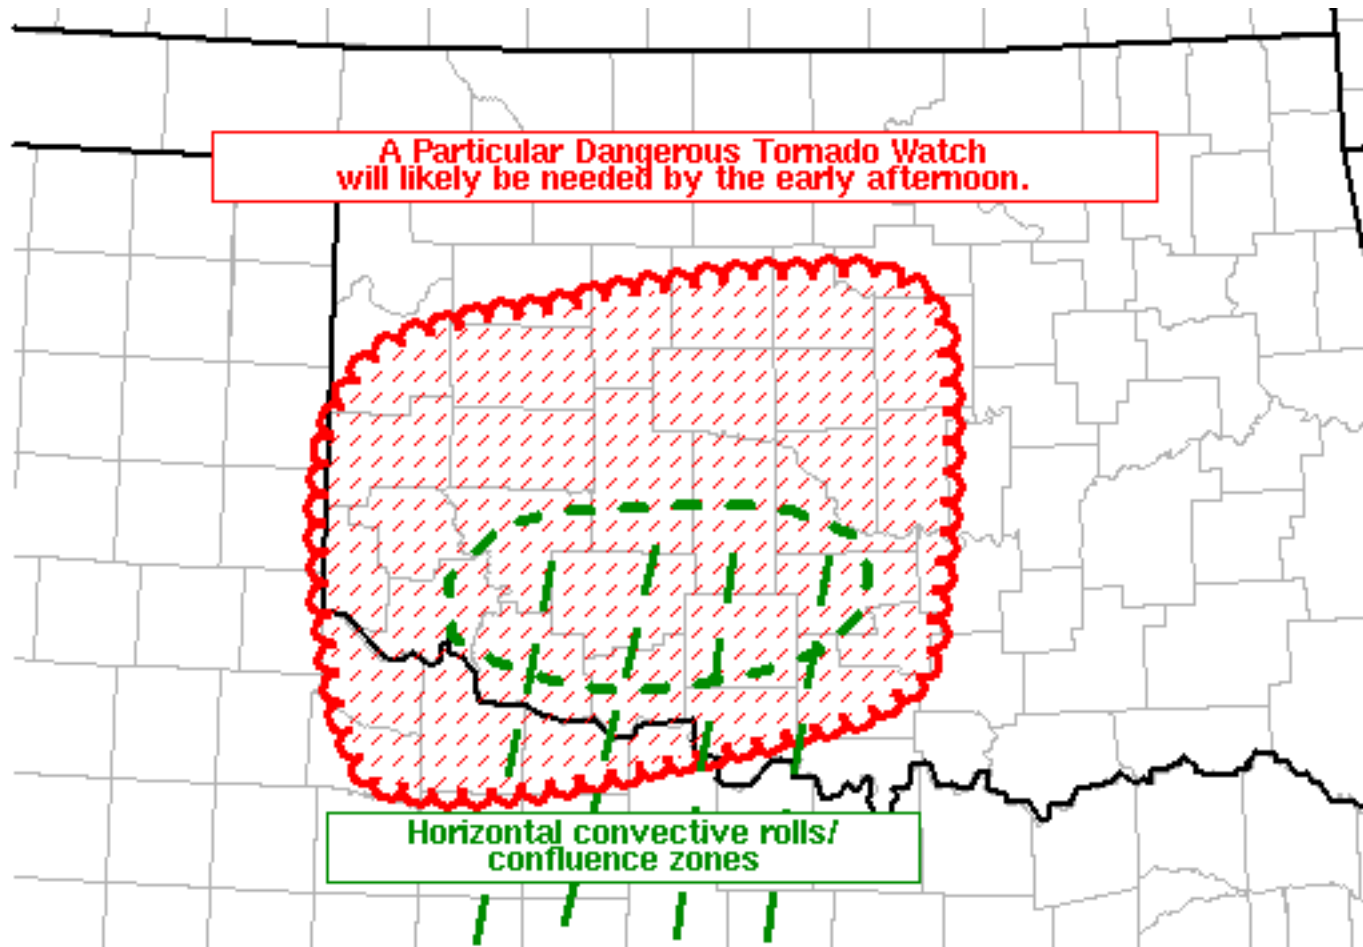 A Particular Dangerous Tornado Watch
will likely be needed by the early afternoon.
Horizontal convective rolls/
confluence zones